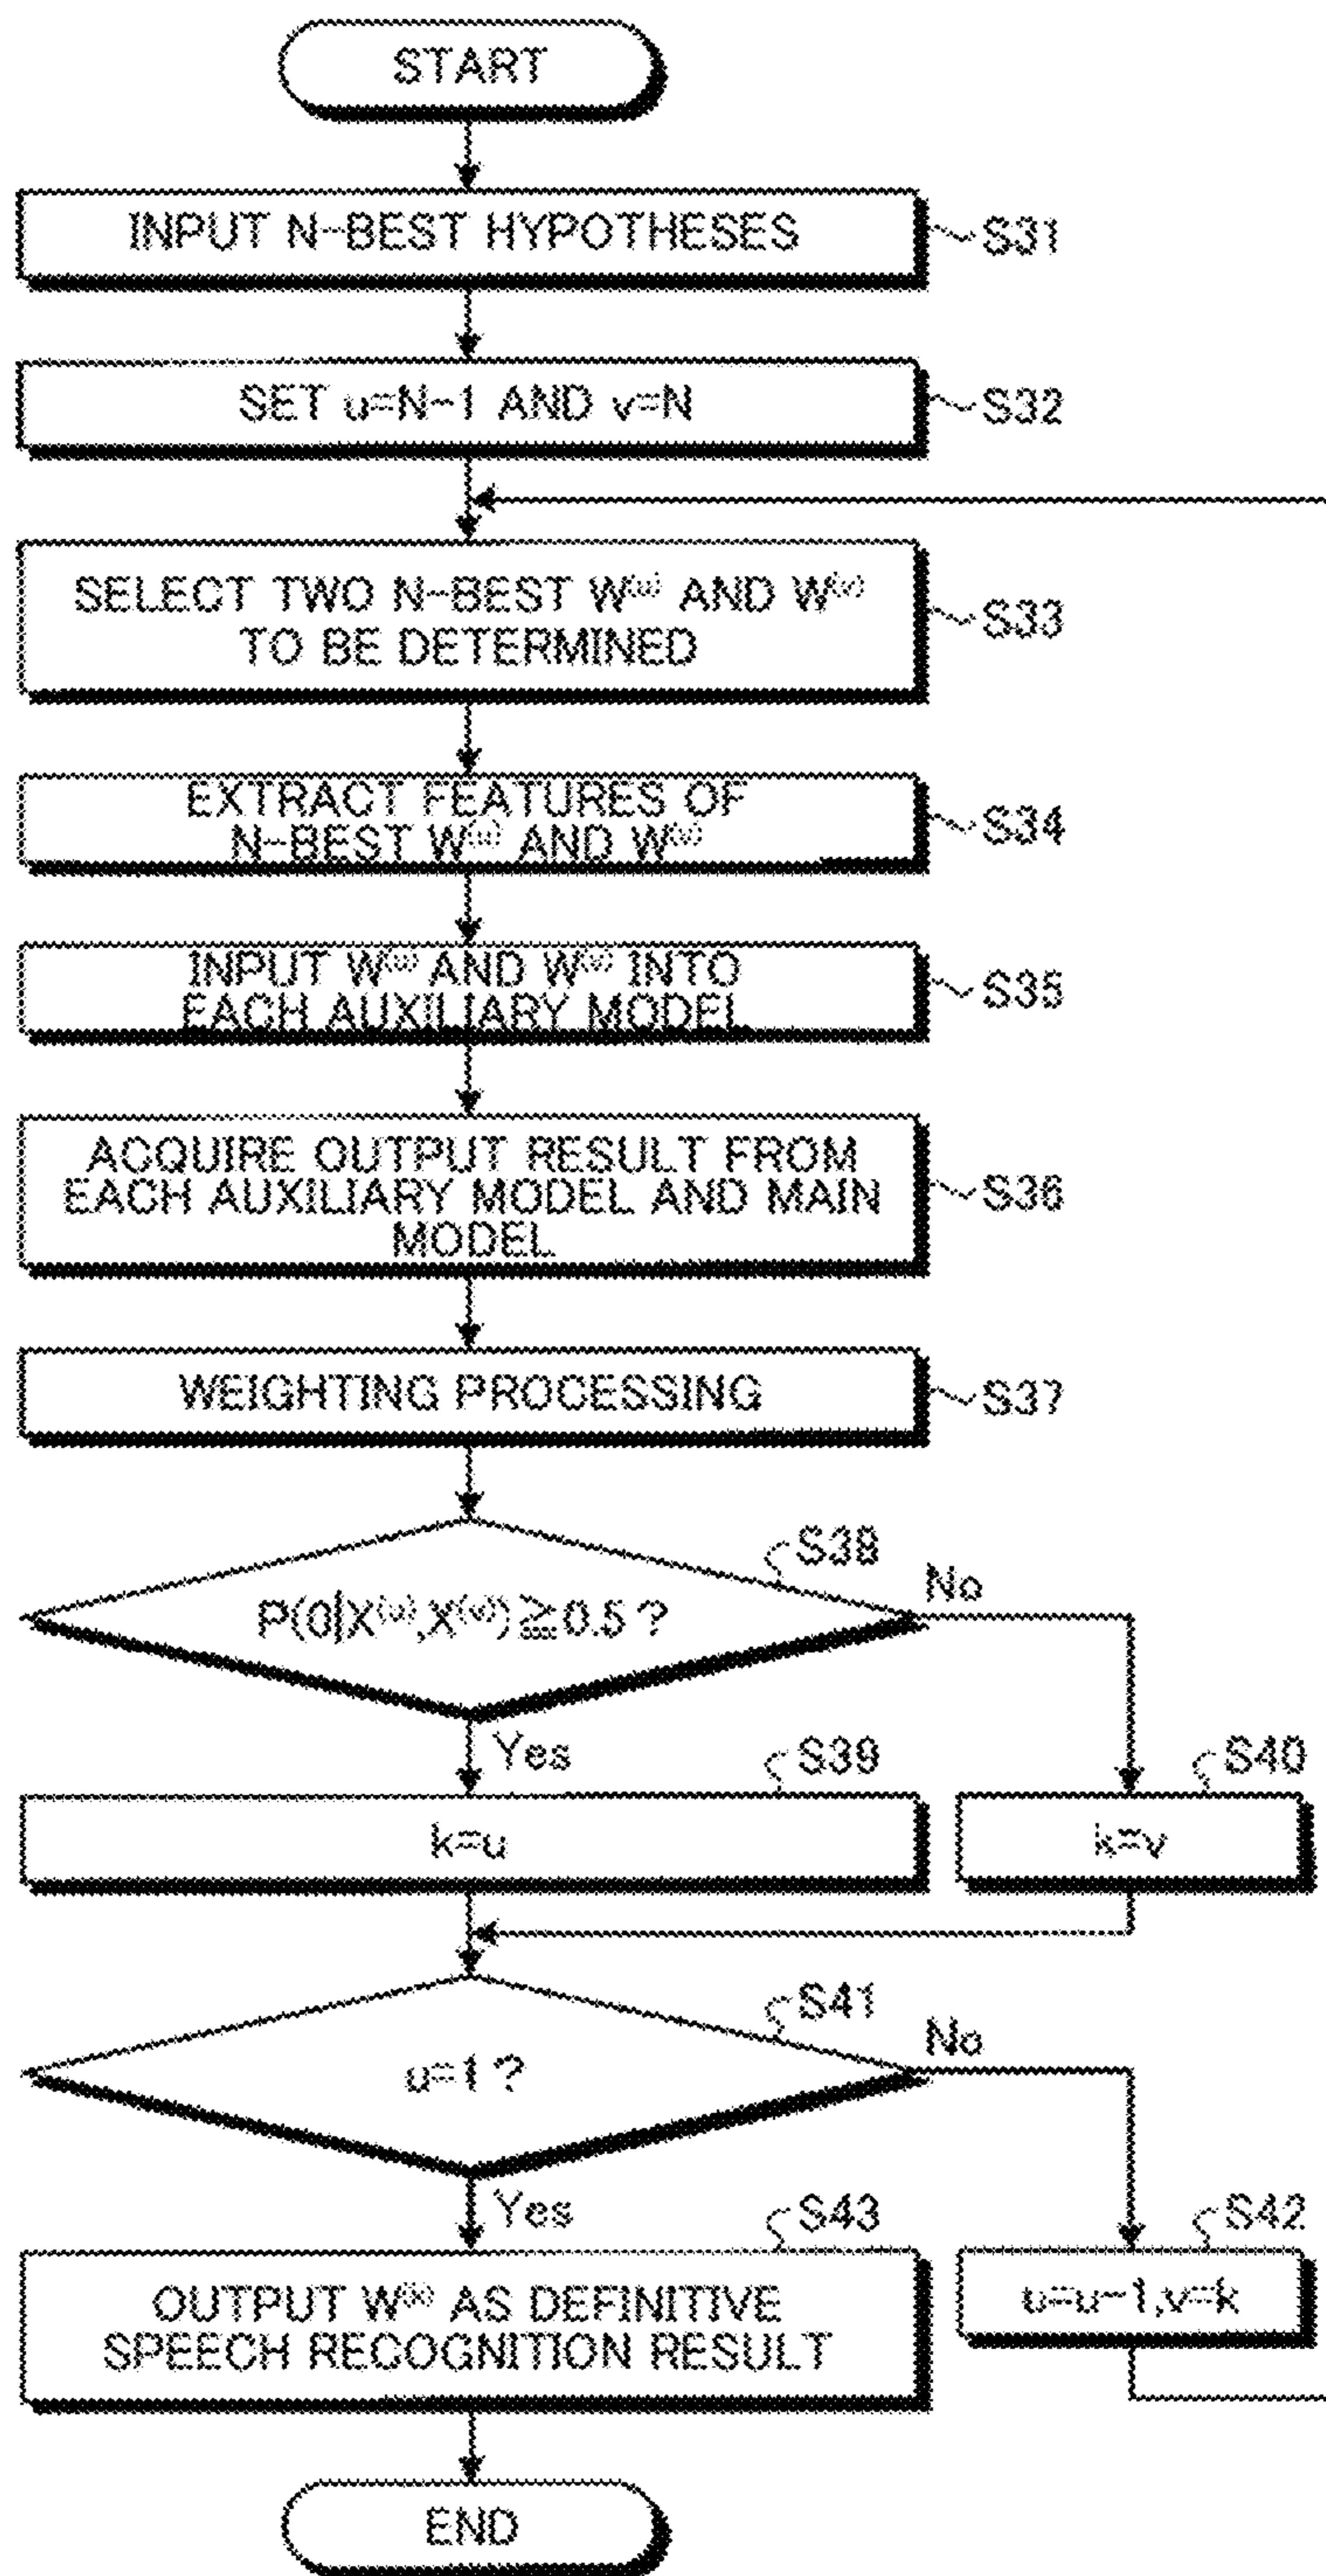 START
INPUT N-BEST HYPOTHESES
S31
SET u=N-1 AND v=N
S32
SELECT TWO N-BEST W(u) AND W(v)
TO BE DETERMINED
S33
EXTRACT FEATURES OF
N-BEST W(u) AND W(v)
S34
INPUT W(u) AND W(v) INTO
EACH AUXILIARY MODEL
S35
ACQUIRE OUTPUT RESULT FROM
EACH AUXILIARY MODEL AND MAIN
MODEL
S36
WEIGHTING PROCESSING
S37
S38
No
P(0|X(u),X(v))≧0.5 ?
Yes
S39
S40
k=u
k=v
S41
No
u=1 ?
Yes
S43
S42
OUTPUT W(k) AS DEFINITIVE
SPEECH RECOGNITION RESULT
u=u-1,v=k
END